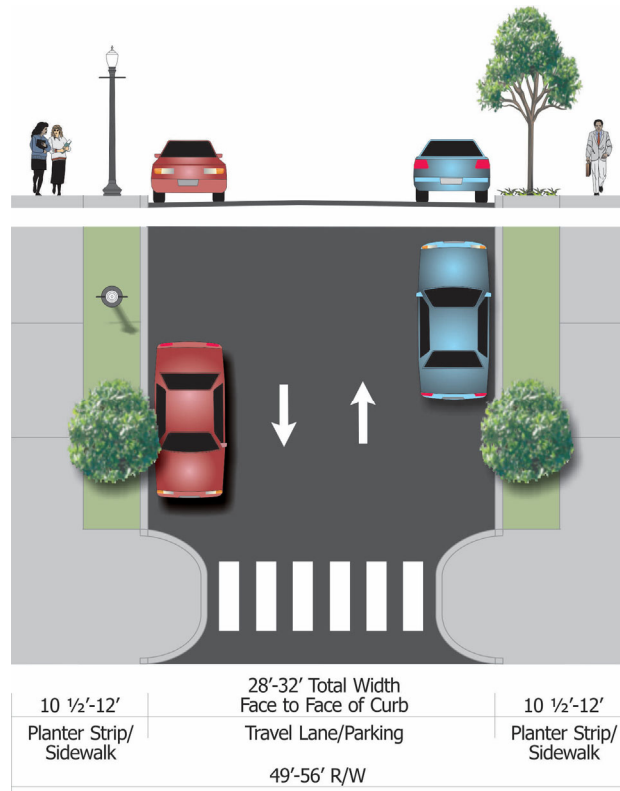 28'-32' Total Width
Face to Face of Curb
10 ½'-12'
10 ½'-12'
Planter Strip/
Sidewalk
Travel Lane/Parking
Planter Strip/
Sidewalk
49'-56' R/W